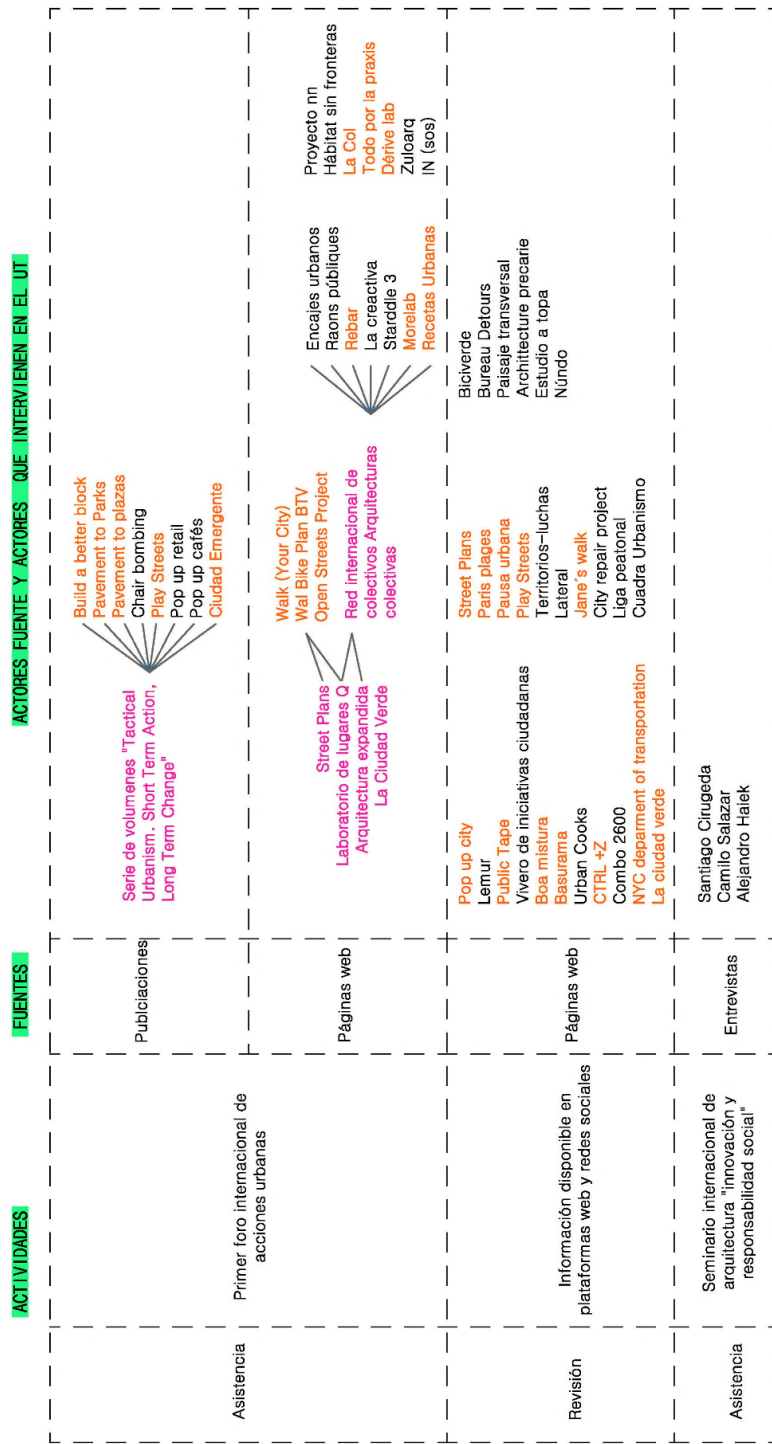 ACTIVIDADES
FUENTES
ACTORES FUENTE Y ACTORES QUE INTERVIENEN EN EL UT
Asistencia
Primer foro internacional de
acciones urbanas
Publciaciones
Serie de volumenes "Tactical
Urbanism. Short Term Action,
Long Term Change"
Build a better block
Pavement to Parks
Pavement to plazas
Chair bombing
Play Streets
Pop up retail
Pop up cafés
Ciudad Emergente
Páginas web
Street Plans
Laboratorio de lugares Q
Arquitectura expandida
La Ciudad Verde
Walk (Your City)
Wal Bike Plan BTV
Open Streets Project
Red internacional de
colectivos Arquitecturas
colectivas
Encajes urbanos
Raons públiques
Rebar
La creactiva
Starddle 3
Morelab
Recetas Urbanas
Proyecto nn
Hábitat sin fronteras
La Col
Todo por la praxis
Dérive lab
Zuloarq
IN (sos)
Revisión
Información disponible en
plataformas web y redes sociales
Páginas web
Pop up city
Lemur
Public Tape
Vivero de iniciativas ciudadanas
Boa mistura
Basurama
Urban Cooks
CTRL +Z
Combo 2600
NYC deparment of transportation
La ciudad verde
Street Plans
Paris plages
Pausa urbana
Play Streets
Territorios-luchas
Lateral
Jane´s walk
City repair project
Liga peatonal
Cuadra Urbanismo
Biciverde
Bureau Detours
Paisaje transversal
Architecture precarie
Estudio a topa
Núndo
Asistencia
Seminario internacional de
arquitectura "innovación y
responsabilidad social"
Entrevistas
Santiago Cirugeda
Camilo Salazar
Alejandro Haiek